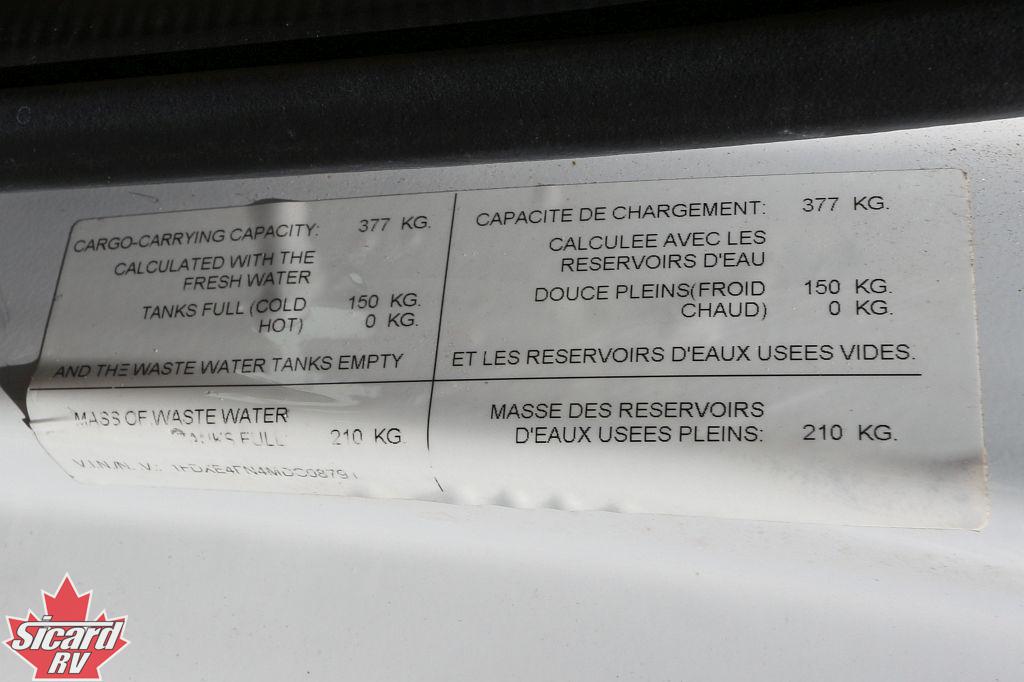 CARGO-CARRYING CAPACITY: 377 KG.
CALCULATED WITH THE
FRESH WATER
TANKS FULL (COLD 150 KG.
HOT) 0 KG.
AND THE WASTE WATER TANKS EMPTY
MASS OF WASTE WATER
TANKS FULL 210 KG.
V.I.N./N. V.:
CAPACITE DE CHARGEMENT: 377 KG.
CALCULEE AVEC LES
RESERVOIRS D'EAU
DOUCE PLEINS(FROID 150 KG.
CHAUD) 0 KG.
ET LES RESERVOIRS D'EAUX USEES VIDES.
MASSE DES RESERVOIRS
D'EAUX USEES PLEINS: 210 KG.
Sicard
RV